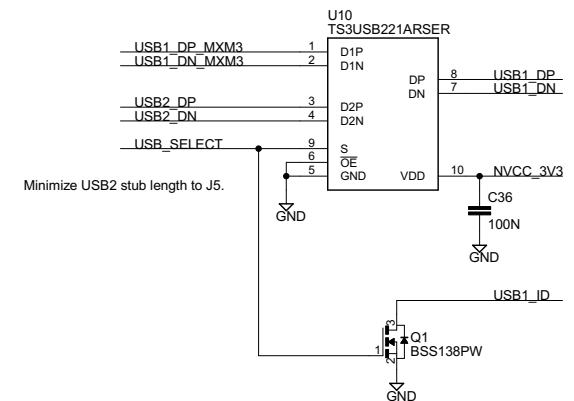 U10
TS3USB221ARSER
USB1_DP_MXM3 1 D1P
USB1_DN_MXM3 2 D1N
DP 8 USB1_DP
DN 7 USB1_DN
USB2_DP 3 D2P
USB2_DN 4 D2N
USB_SELECT 9 S
6 OE
5 GND VDD 10 NVCC_3V3
Minimize USB2 stub length to J5.
C36
GND
100N
GND
USB1_ID
3
Q1
1 BSS138PW
2
GND